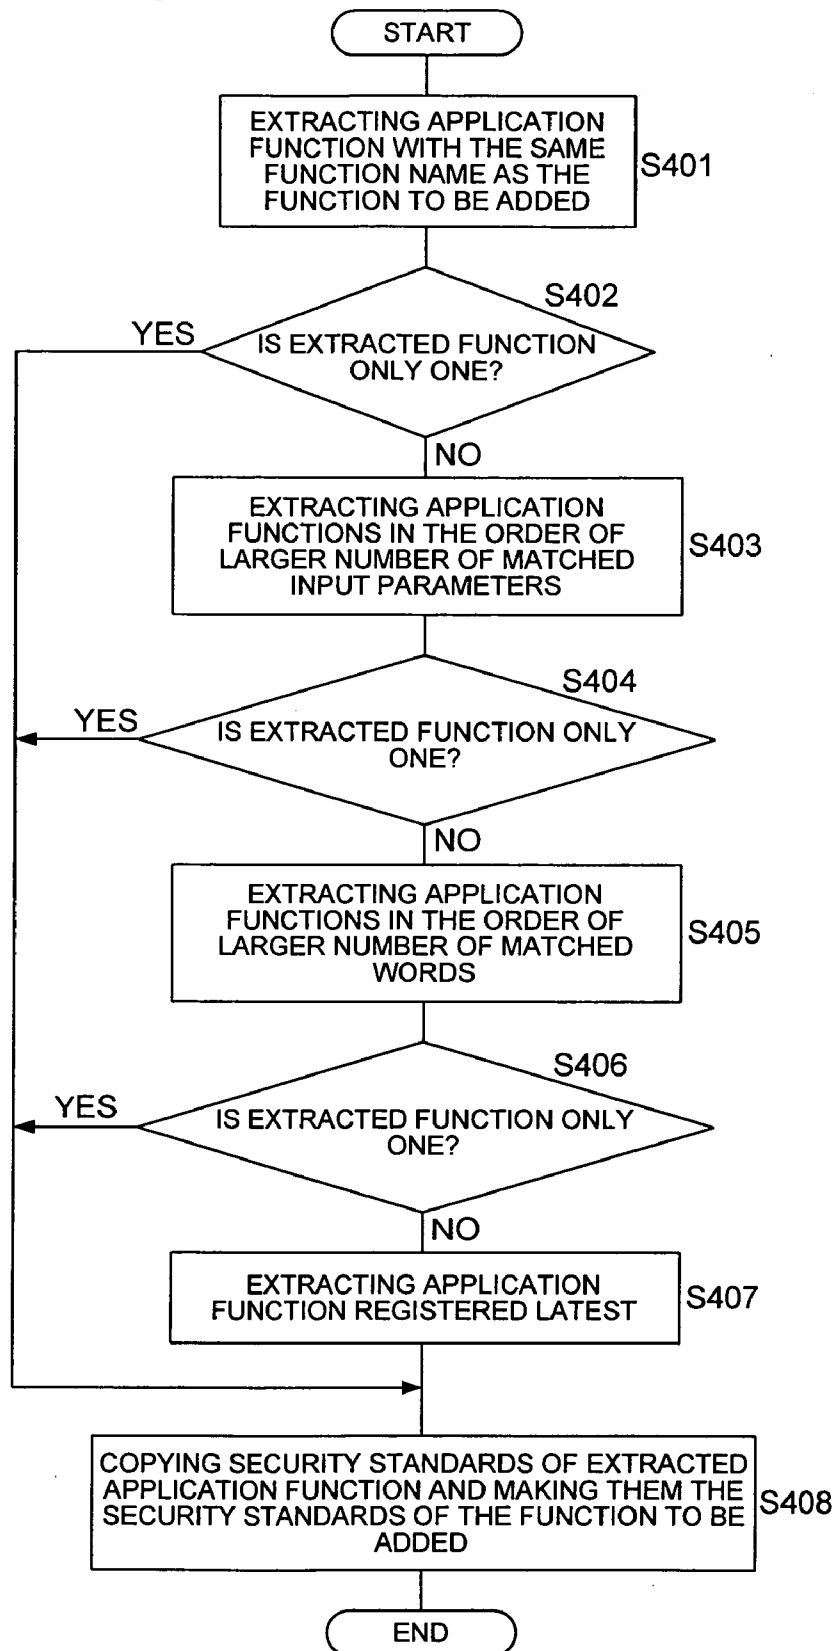 START
EXTRACTING APPLICATION
FUNCTION WITH THE SAME
FUNCTION NAME AS THE
FUNCTION TO BE ADDED
S401
S402
YES
IS EXTRACTED FUNCTION
ONLY ONE?
NO
EXTRACTING APPLICATION
FUNCTIONS IN THE ORDER OF
LARGER NUMBER OF MATCHED
INPUT PARAMETERS
S403
S404
YES
IS EXTRACTED FUNCTION ONLY
ONE?
NO
EXTRACTING APPLICATION
FUNCTIONS IN THE ORDER OF
LARGER NUMBER OF MATCHED
WORDS
S405
S406
YES
IS EXTRACTED FUNCTION ONLY
ONE?
NO
EXTRACTING APPLICATION
FUNCTION REGISTERED LATEST
S407
COPYING SECURITY STANDARDS OF EXTRACTED
APPLICATION FUNCTION AND MAKING THEM THE
SECURITY STANDARDS OF THE FUNCTION TO BE
ADDED
S408
END